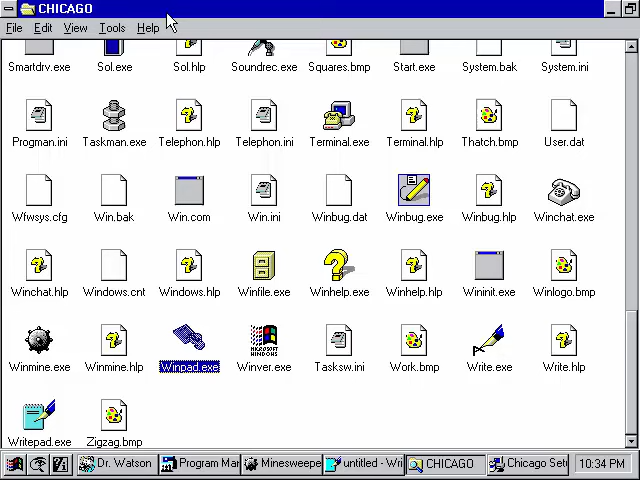 CHICAGO
File Edit View Tools Help
Smartdrv.exe Sol.exe Sol.hlp Soundrec.exe Squares.bmp Start.exe System.bak System.ini
Progman.ini Taskman.exe Telephon.hlp Telephon.ini Terminal.exe Terminal.hlp Thatch.bmp User.dat
Wfwsys.cfg Win.bak Win.com Win.ini Winbug.dat Winbug.exe Winbug.hlp Winchat.exe
Winchat.hlp Windows.cnt Windows.hlp Winfile.exe Winhelp.exe Winhelp.hlp Wininit.exe Winlogo.bmp
MICROSOFT
WINDOWS
Winmine.exe Winmine.hlp Winpad.exe Winver.exe Tasksw.ini Work.bmp Write.exe Write.hlp
Writepad.exe Zigzag.bmp
Dr. Watson Program Mar Minesweepe untitled - Wri CHICAGO Chicago Setu 10:34 PM